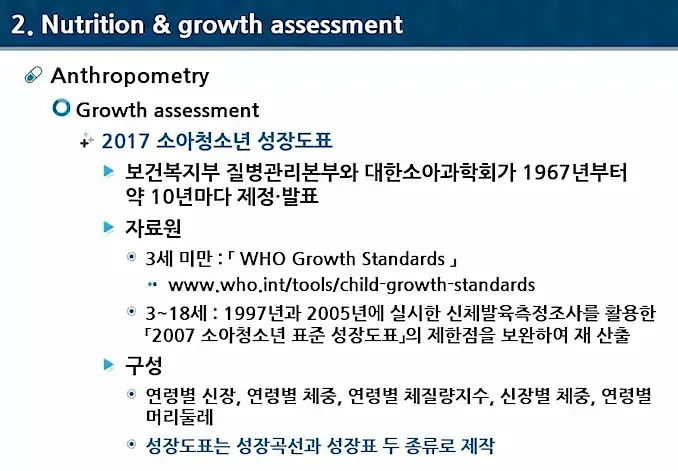 2. Nutrition & growth assessment
Anthropometry
Growth assessment
2017 소아청소년 성장도표
보건복지부 질병관리본부와 대한소아과학회가 1967년부터
약 10년마다 제정·발표
자료원
3세 미만 : 「 WHO Growth Standards 」
www.who.int/tools/child-growth-standards
3~18세 : 1997년과 2005년에 실시한 신체발육측정조사를 활용한
「2007 소아청소년 표준 성장도표」의 제한점을 보완하여 재 산출
구성
연령별 신장, 연령별 체중, 연령별 체질량지수, 신장별 체중, 연령별
머리둘레
성장도표는 성장곡선과 성장표 두 종류로 제작